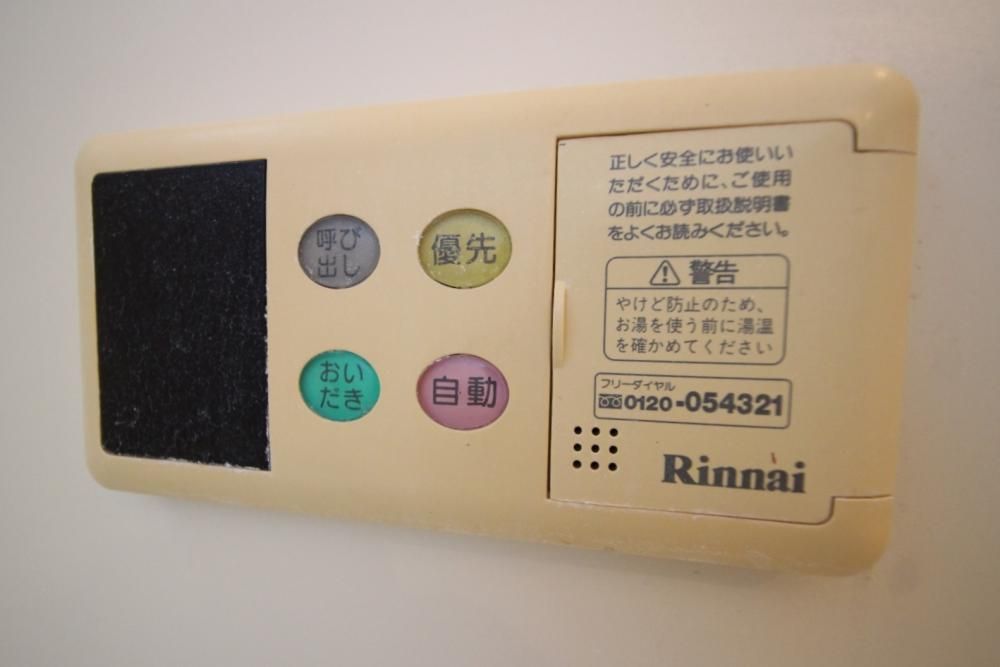 呼び
出し
優先
おい
だき
自動
正しく安全にお使いい
ただくために、ご使用
の前に必ず取扱説明書
をよくお読みください。
警告
やけど防止のため、
お湯を使う前に湯温
を確かめてください
フリーダイヤル
0120-054321
Rinnai